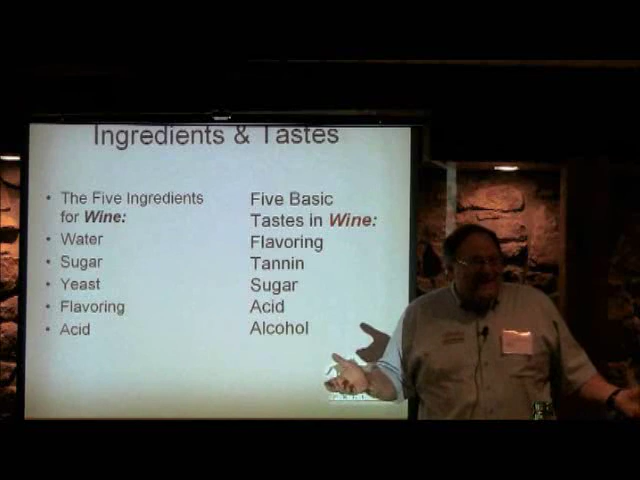 Ingredients & Tastes
• The Five Ingredients
for Wine:
• Water
• Sugar
• Yeast
• Flavoring
• Acid
Five Basic
Tastes in Wine:
Flavoring
Tannin
Sugar
Acid
Alcohol